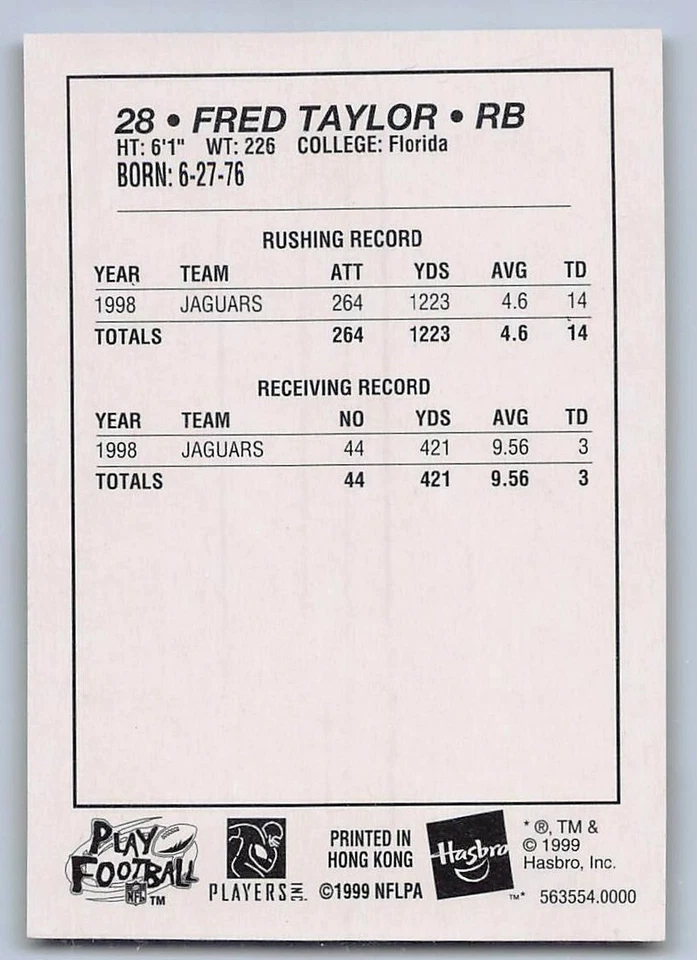 28 • FRED TAYLOR • RB
HT: 6'1" WT: 226 COLLEGE: Florida
BORN: 6-27-76
RUSHING RECORD
YEAR TEAM ATT YDS AVG TD
1998 JAGUARS 264 1223 4.6 14
TOTALS 264 1223 4.6 14
RECEIVING RECORD
YEAR TEAM NO YDS AVG TD
1998 JAGUARS 44 421 9.56 3
TOTALS 44 421 9.56 3
PLAY
FOOTBALL
NFL TM
PLAYERS INC
PRINTED IN
HONG KONG
©1999 NFLPA
Hasbro
* ®, TM &
© 1999
Hasbro, Inc.
TM* 563554.0000